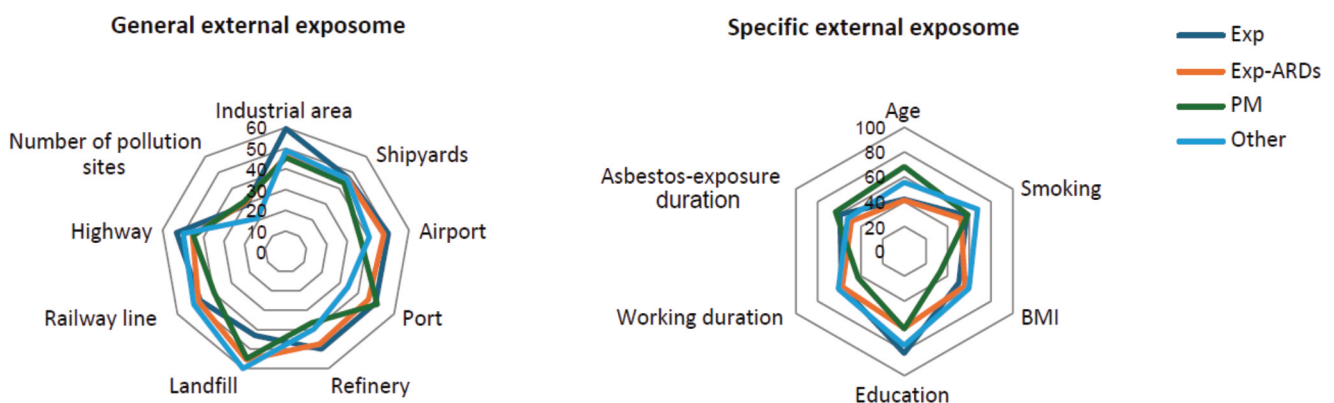 General external exposome
Industrial area
Number of pollution
sites
Shipyards
Highway
Airport
Railway line
Port
Landfill
Refinery
60
50
40
30
20
10
0
Specific external exposome
Age
Asbestos-exposure
duration
Smoking
Working duration
BMI
Education
100
80
60
40
20
0
Exp
Exp-ARDs
PM
Other